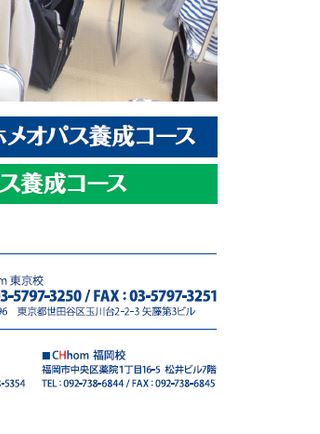 ホメオパス養成コース
ス養成コース
m 東京校
03-5797-3250 / FAX : 03-5797-3251
96 東京都世田谷区玉川台2-2-3 矢藤第3ビル
■CHhom 福岡校
福岡市中央区薬院1丁目16-5 松井ビル7階
-5354 TEL : 092-738-6844 / FAX : 092-738-6845